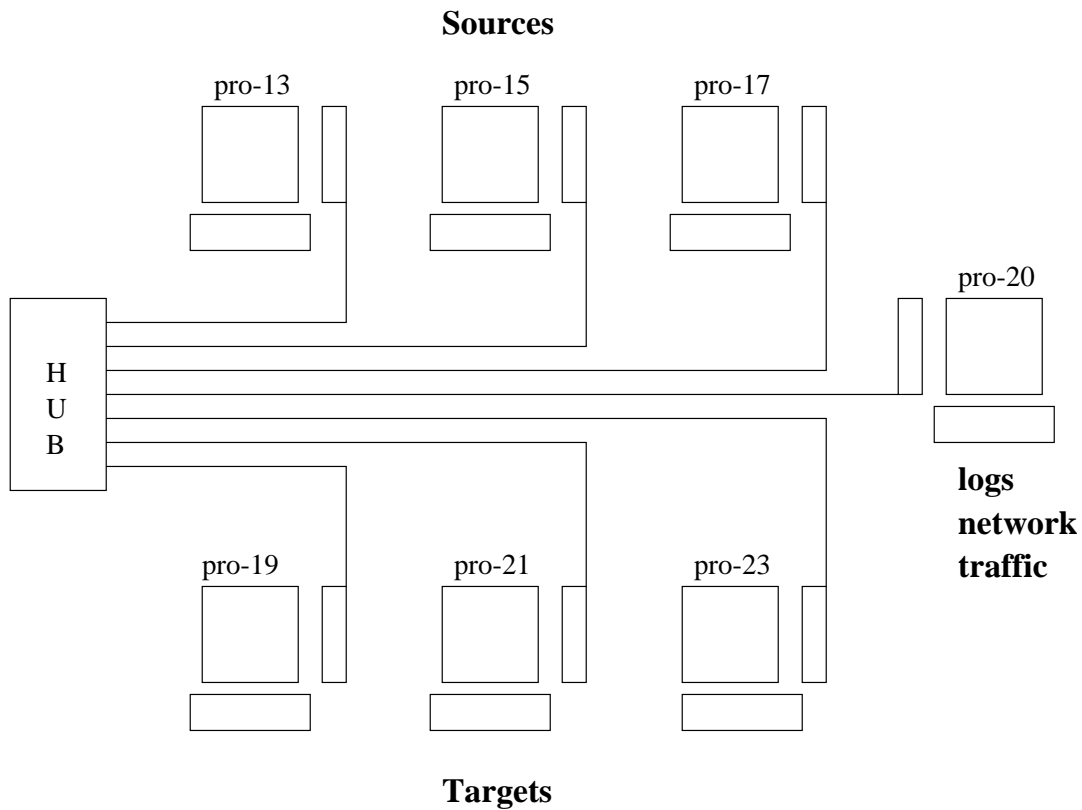 Sources
pro-13
pro-15
pro-17
pro-20
H
U
B
logs
network
traffic
pro-19
pro-21
pro-23
Targets